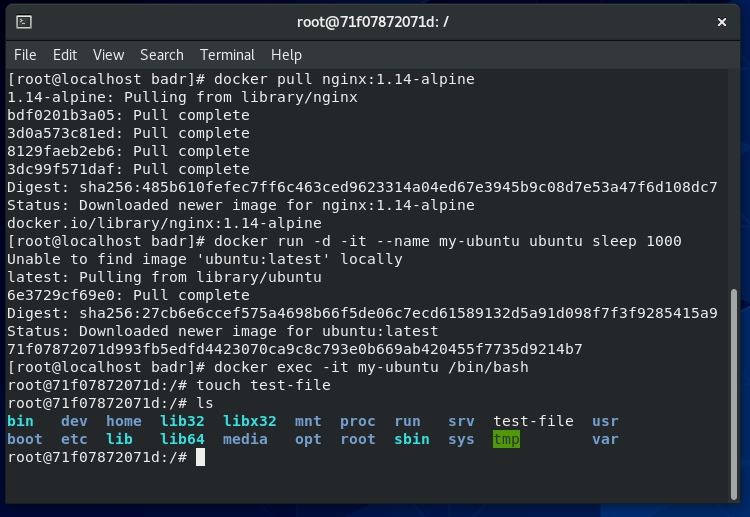 root@71f07872071d: /
File Edit View Search Terminal Help
[root@localhost badr]# docker pull nginx:1.14-alpine
1.14-alpine: Pulling from library/nginx
bdf0201b3a05: Pull complete
3d0a573c81ed: Pull complete
8129faeb2eb6: Pull complete
3dc99f571daf: Pull complete
Digest: sha256:485b610fefec7ff6c463ced9623314a04ed67e3945b9c08d7e53a47f6d108dc7
Status: Downloaded newer image for nginx:1.14-alpine
docker.io/library/nginx:1.14-alpine
[root@localhost badr]# docker run -d -it --name my-ubuntu ubuntu sleep 1000
Unable to find image 'ubuntu:latest' locally
latest: Pulling from library/ubuntu
6e3729cf69e0: Pull complete
Digest: sha256:27cb6e6ccef575a4698b66f5de06c7ecd61589132d5a91d098f7f3f9285415a9
Status: Downloaded newer image for ubuntu:latest
71f07872071d993fb5edfd4423070ca9c8c793e0b669ab420455f7735d9214b7
[root@localhost badr]# docker exec -it my-ubuntu /bin/bash
root@71f07872071d:/# touch test-file
root@71f07872071d:/# ls
bin dev home lib32 libx32 mnt proc run srv test-file usr
boot etc lib lib64 media opt root sbin sys tmp var
root@71f07872071d:/#